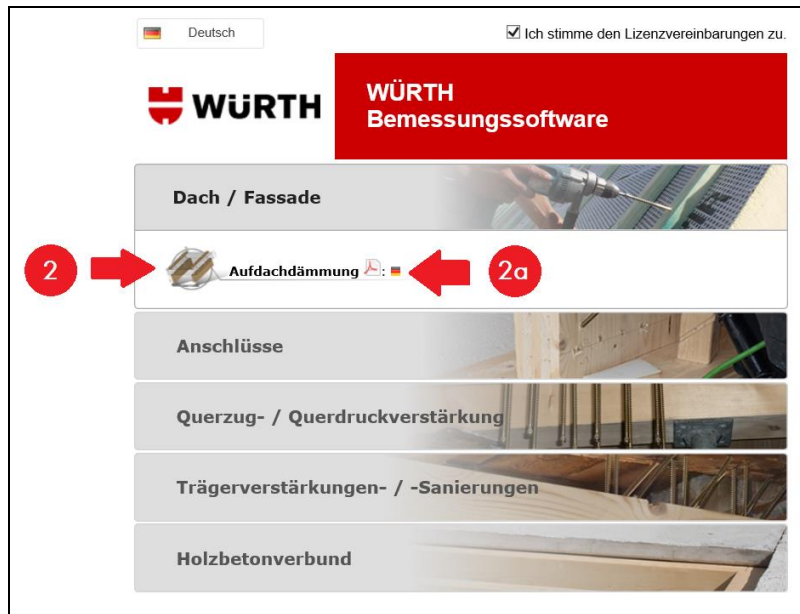 Deutsch
Ich stimme den Lizenzvereinbarungen zu.
WÜRTH
WÜRTH
Bemessungssoftware
Dach / Fassade
2
Aufdachdämmung :
2a
Anschlüsse
Querzug- / Querdruckverstärkung
Trägerverstärkungen- / -Sanierungen
Holzbetonverbund